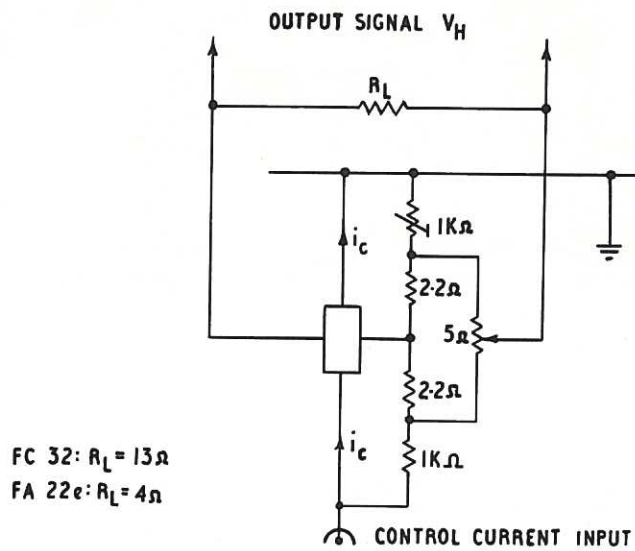 OUTPUT SIGNAL V_H
R_L
1KΩ
i_c
2·2Ω
5Ω
2·2Ω
i_c
1KΩ
FC 32: R_L = 13Ω
FA 22e: R_L = 4Ω
CONTROL CURRENT INPUT